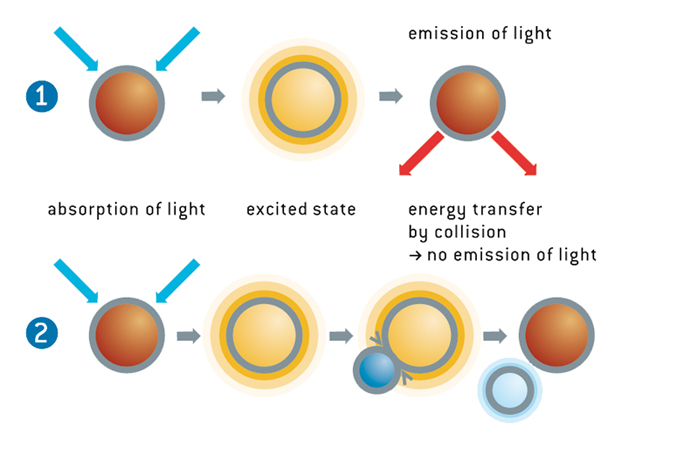 emission of light
1
absorption of light
excited state
energy transfer
by collision
→ no emission of light
2